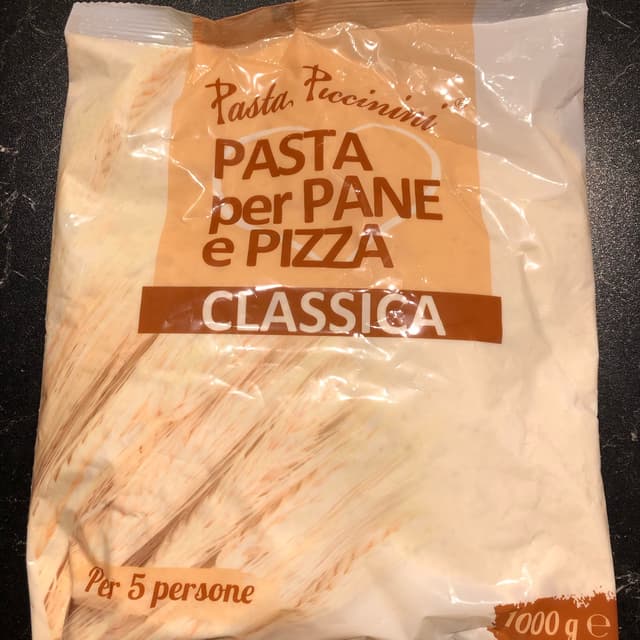 Pasta Piccinini®
PASTA
per PANE
e PIZZA
CLASSICA
Per 5 persone
1000 g ℮